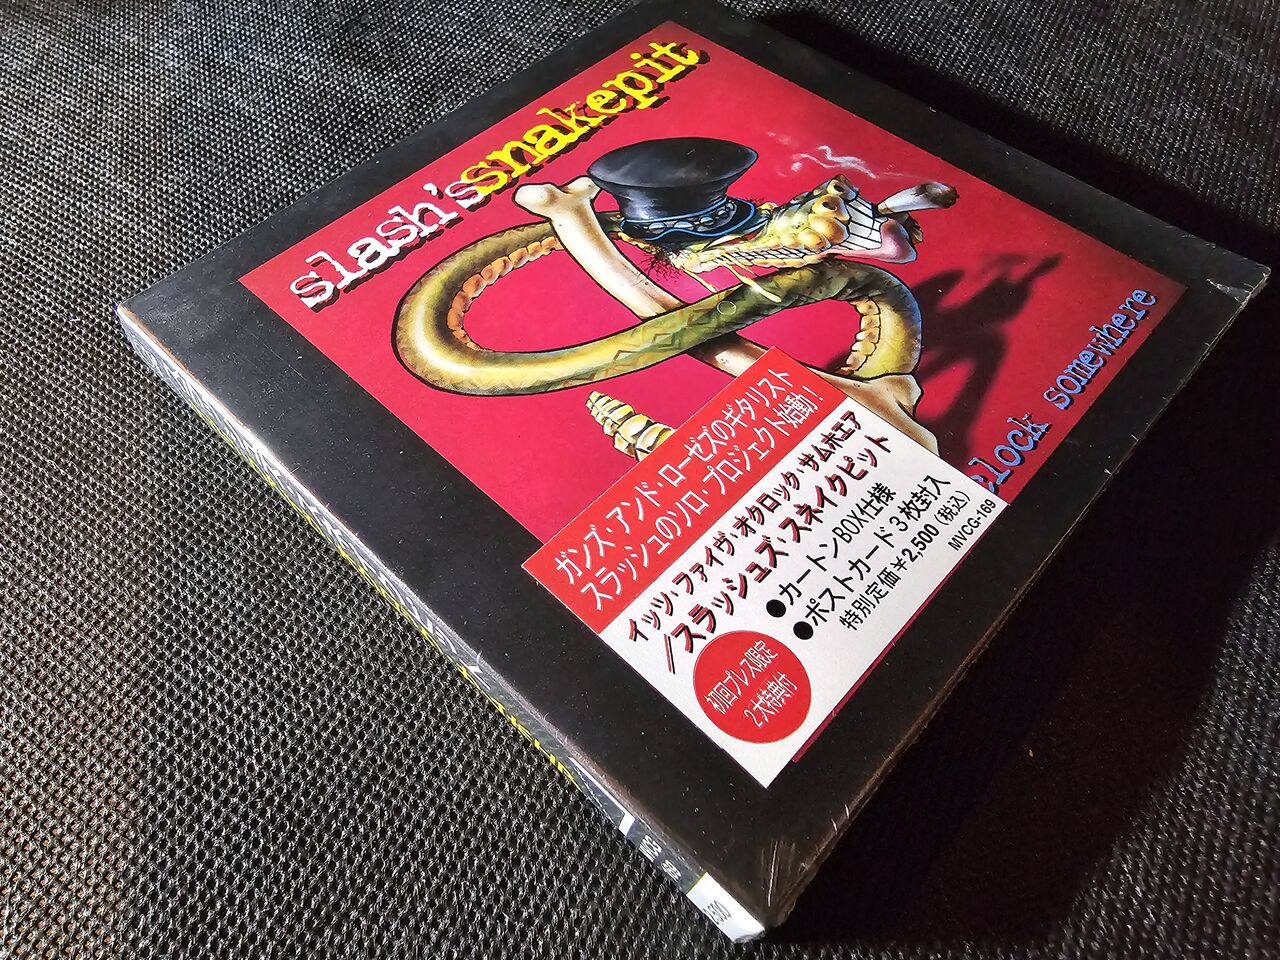 slash's snakepit
clock somewhere
ガンズ・アンド・ローゼズのギタリスト
スラッシュのソロ・プロジェクト始動!
イッツ・ファイヴ・オクロック・サムホエア
/スラッシュズ・スネイクピット
●カートンBOX仕様
●ポストカード3枚封入
特別定価¥2,500(税込)
MVCG-169
初回プレス限定
2大特典付